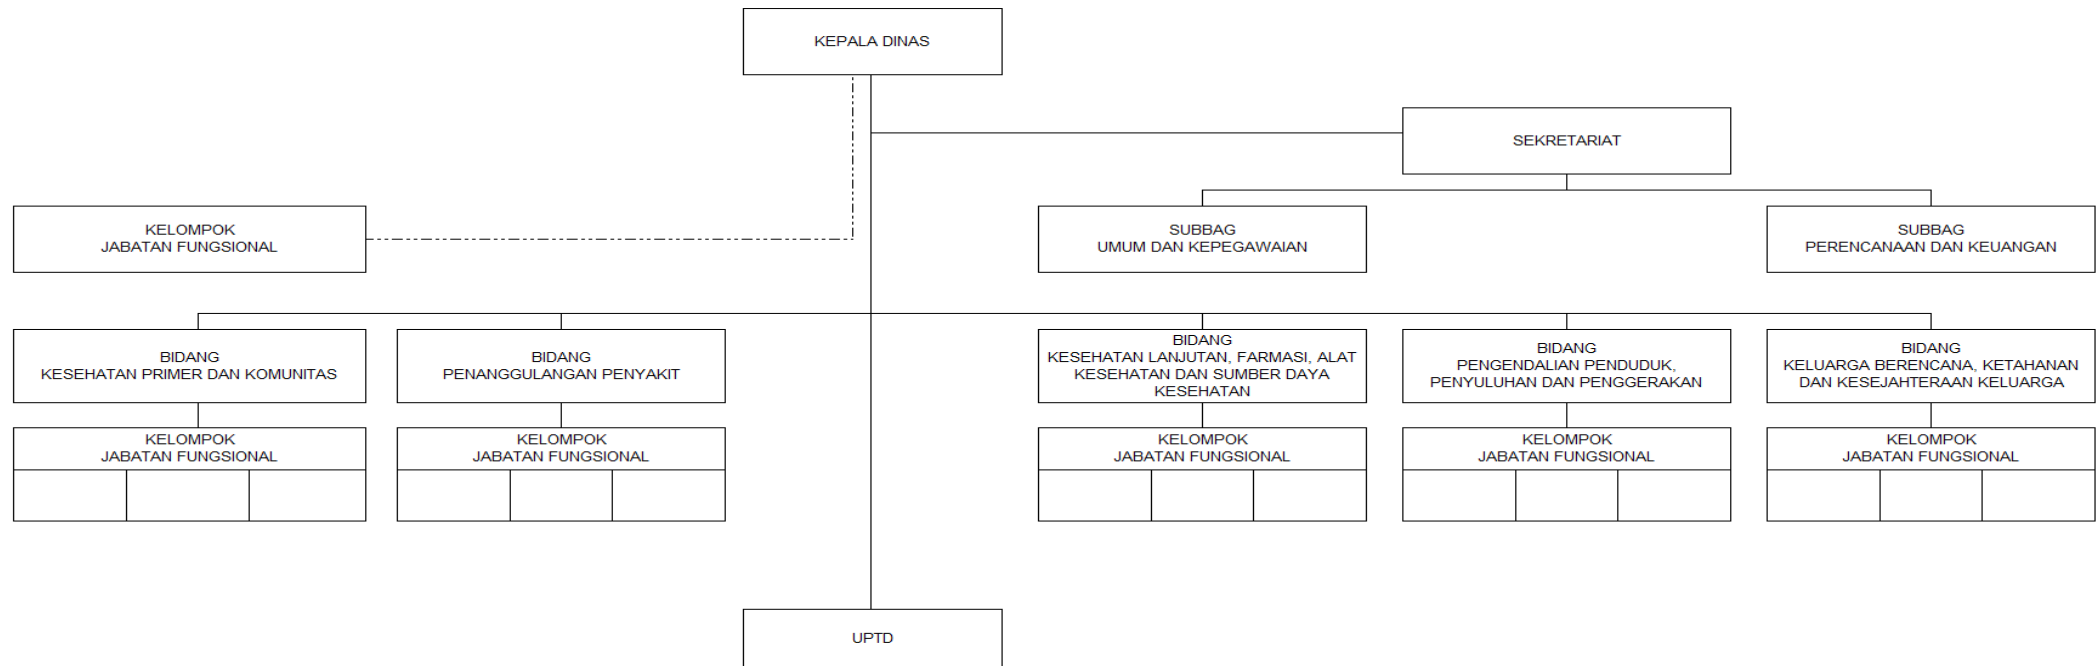 KEPALA DINAS
SEKRETARIAT
KELOMPOK
JABATAN FUNGSIONAL
SUBBAG
UMUM DAN KEPEGAWAIAN
SUBBAG
PERENCANAAN DAN KEUANGAN
BIDANG
KESEHATAN PRIMER DAN KOMUNITAS
BIDANG
PENANGGULANGAN PENYAKIT
BIDANG
KESEHATAN LANJUTAN, FARMASI, ALAT
KESEHATAN DAN SUMBER DAYA
KESEHATAN
BIDANG
PENGENDALIAN PENDUDUK,
PENYULUHAN DAN PENGGERAKAN
BIDANG
KELUARGA BERENCANA, KETAHANAN
DAN KESEJAHTERAAN KELUARGA
KELOMPOK
JABATAN FUNGSIONAL
KELOMPOK
JABATAN FUNGSIONAL
KELOMPOK
JABATAN FUNGSIONAL
KELOMPOK
JABATAN FUNGSIONAL
KELOMPOK
JABATAN FUNGSIONAL
UPTD